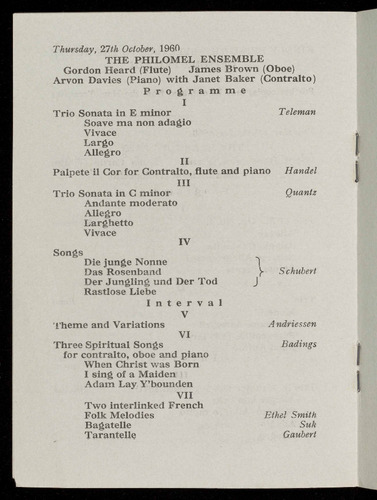 Thursday, 27th October, 1960
THE PHILOMEL ENSEMBLE
Gordon Heard (Flute) James Brown (Oboe)
Arvon Davies (Piano) with Janet Baker (Contralto)
Programme
I
Trio Sonata in E minor Teleman
Soave ma non adagio
Vivace
Largo
Allegro
II
Palpete il Cor for Contralto, flute and piano Handel
III
Trio Sonata in C minor Quantz
Andante moderato
Allegro
Larghetto
Vivace
IV
Songs
Die junge Nonne
Das Rosenband Schubert
Der Jungling und Der Tod
Rastlose Liebe
Interval
V
Theme and Variations Andriessen
VI
Three Spiritual Songs Badings
for contralto, oboe and piano
When Christ was Born
I sing of a Maiden
Adam Lay Y'bounden
VII
Two interlinked French
Folk Melodies Ethel Smith
Bagatelle Suk
Tarantelle Gaubert